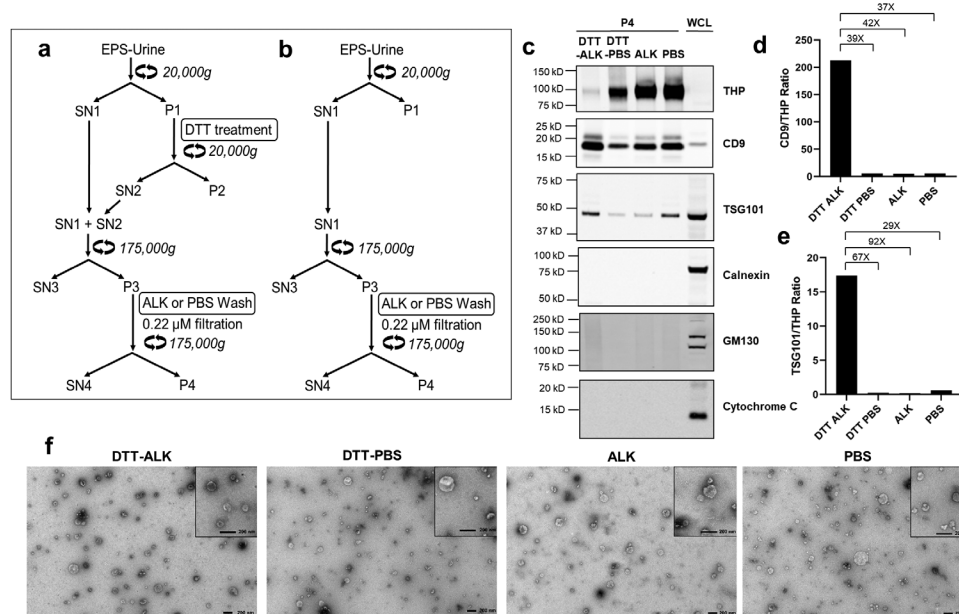 a
EPS-Urine
20,000g
SN1
P1
DTT treatment
20,000g
SN2
P2
SN1 + SN2
175,000g
SN3
P3
ALK or PBS Wash
0.22 µM filtration
175,000g
SN4
P4
b
EPS-Urine
20,000g
SN1
P1
SN1
175,000g
SN3
P3
ALK or PBS Wash
0.22 µM filtration
175,000g
SN4
P4
c
P4 WCL
DTT -ALK
DTT -PBS
ALK
PBS
150 kD
100 kD
75 kD
THP
25 kD
20 kD
15 kD
CD9
75 kD
50 kD
37 kD
TSG101
100 kD
75 kD
50 kD
Calnexin
250 kD
150 kD
100 kD
75 kD
GM130
20 kD
15 kD
Cytochrome C
d
37X
42X
39X
CD9/THP Ratio
250
200
150
100
50
0
DTT ALK
DTT PBS
ALK
PBS
e
29X
92X
67X
TSG101/THP Ratio
20
15
10
5
0
DTT ALK
DTT PBS
ALK
PBS
f
DTT-ALK
200 nm
DTT-PBS
200 nm
200 nm
ALK
200 nm
PBS